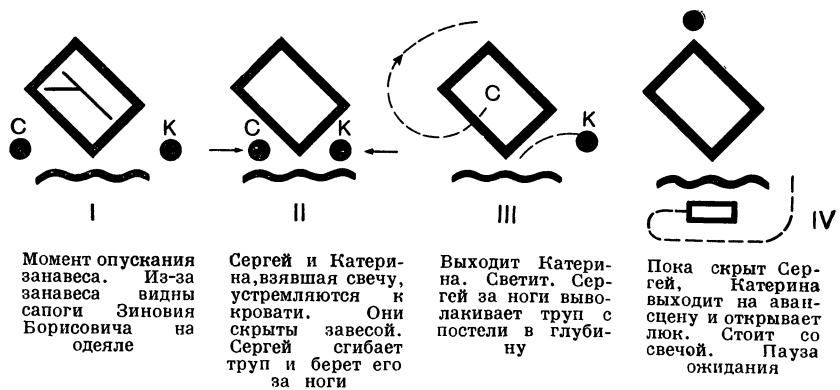 С
К
I
Момент опускания
занавеса. Из-за
занавеса видны
сапоги Зиновия
Борисовича на
одеяле
С
К
II
Сергей и Катери-
на,взявшая свечу,
устремляются к
кровати. Они
скрыты завесой.
Сергей сгибает
труп и берет его
за ноги
С
К
III
Выходит Катери-
на. Светит. Сер-
гей за ноги выво-
лакивает труп с
постели в глуби-
ну
К
IV
Пока скрыт Сер-
гей, Катерина
выходит на аван-
сцену и открывает
люк. Стоит со
свечой. Пауза
ожидания